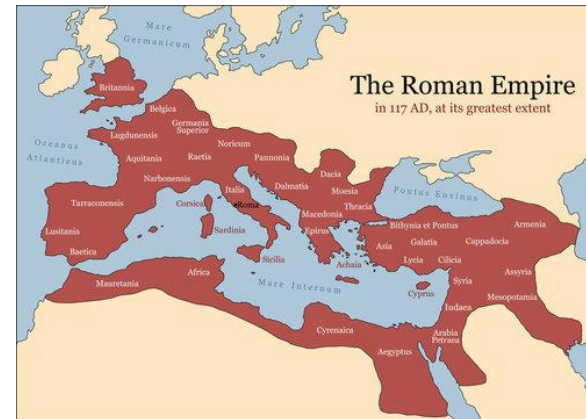 Mare
Germanicum
The Roman Empire
in 117 AD, at its greatest extent
Britannia
Belgica
Germania
Superior
Lugdunensis
Oceanus
Atlanticus
Noricum
Aquitania
Raetia
Pannonia
Dacia
Narbonensis
Italia
Dalmatia
Moesia
Pontus Euxinus
Tarraconensis
Corsica
Roma
Thracia
Macedonia
Armenia
Bithynia et Pontus
Lusitania
Sardinia
Epirus
Asia
Galatia
Cappadocia
Baetica
Sicilia
Achaia
Lycia
Cilicia
Mauretania
Africa
Syria
Assyria
Mare Internum
Cyprus
Mesopotamia
Iudaea
Cyrenaica
Arabia
Petraea
Aegyptus